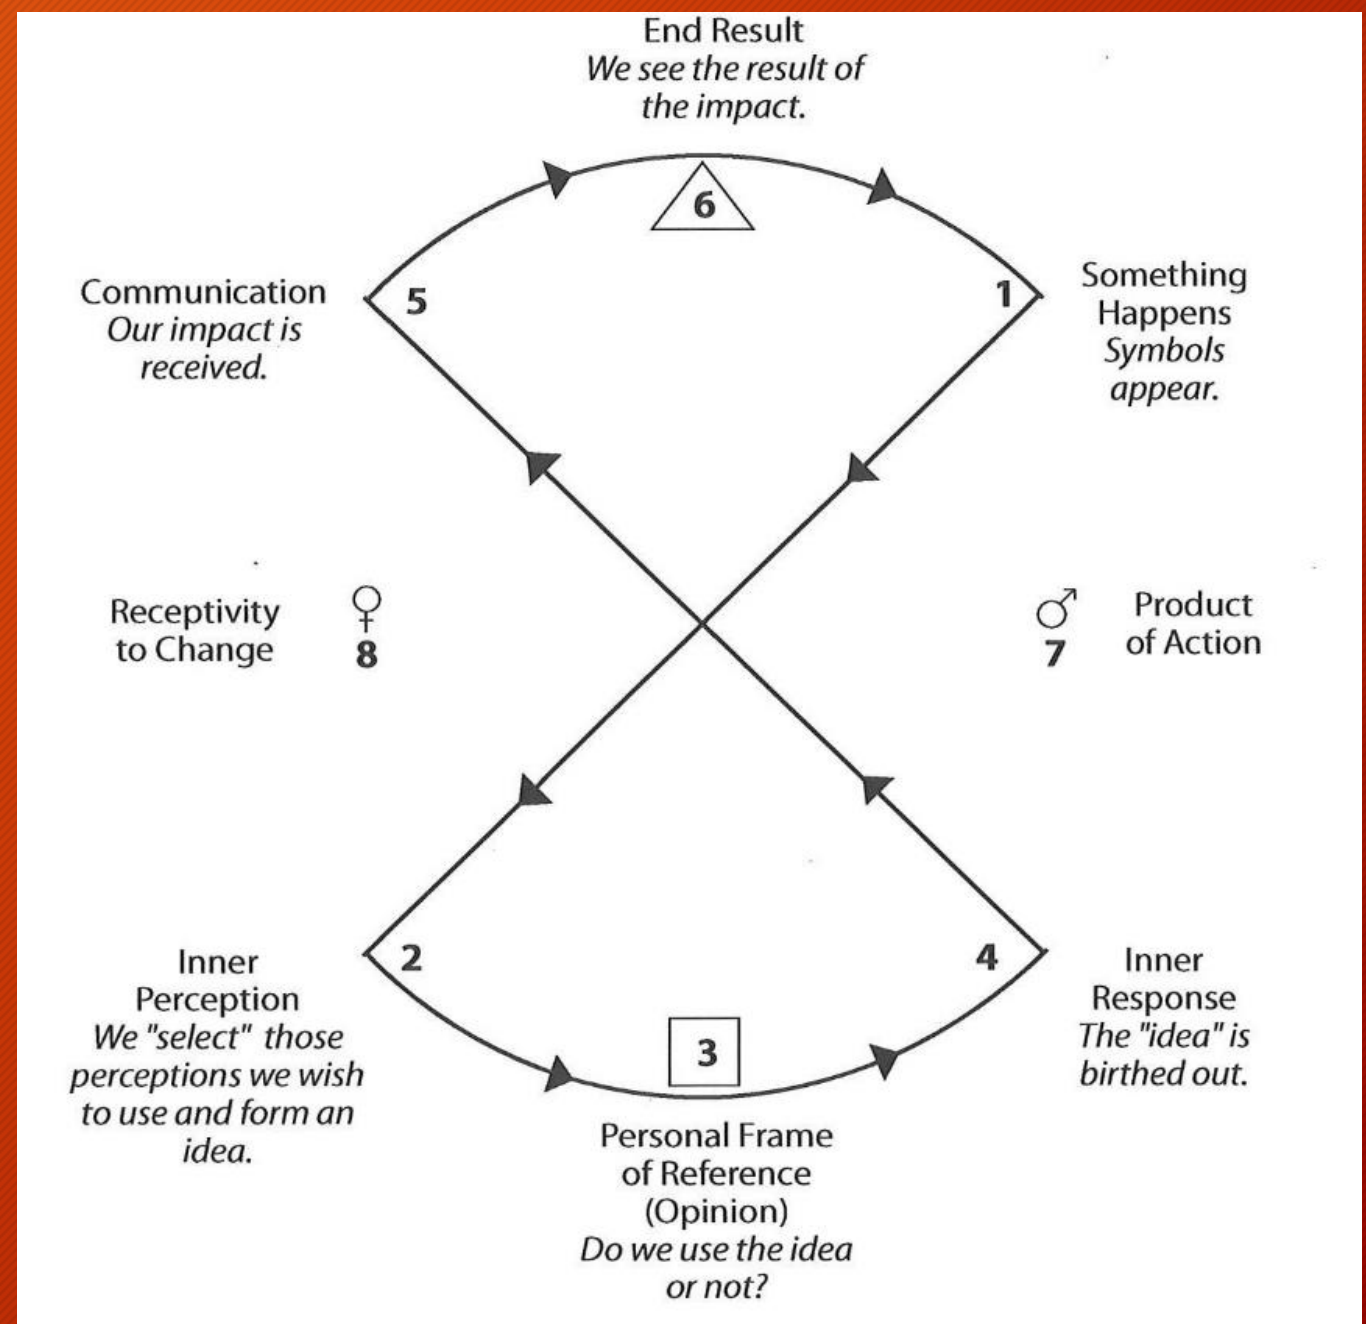 End Result
We see the result of
the impact.
6
Communication
Our impact is
received.
5
1
Something
Happens
Symbols
appear.
Receptivity
to Change
♀
8
♂
7
Product
of Action
Inner
Perception
We "select" those
perceptions we wish
to use and form an
idea.
2
3
4
Inner
Response
The "idea" is
birthed out.
Personal Frame
of Reference
(Opinion)
Do we use the idea
or not?